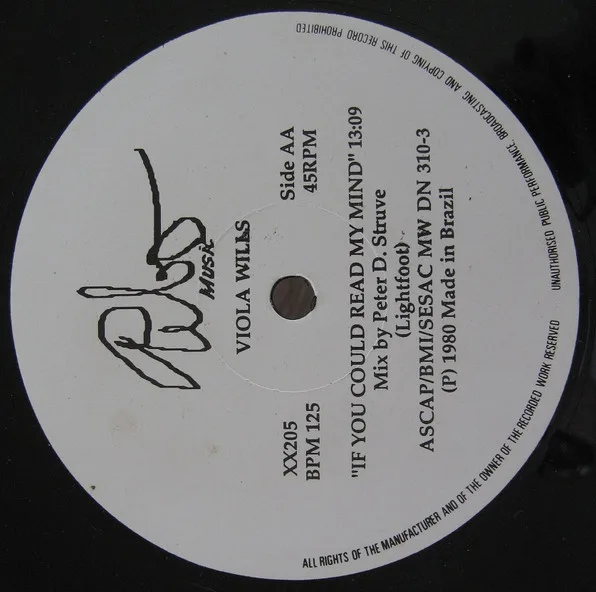 Music
VIOLA WILLS
XX205
Side AA
BPM 125
45RPM
"IF YOU COULD READ MY MIND" 13:09
Mix by Peter D. Struve
(Lightfoot)
ASCAP/BMI/SESAC MW DN 310-3
(P) 1980 Made in Brazil
ALL RIGHTS OF THE MANUFACTURER AND OF THE OWNER OF THE RECORDED WORK RESERVED
UNAUTHORISED PUBLIC PERFORMANCE, BROADCASTING AND COPYING OF THIS RECORD PROHIBITED